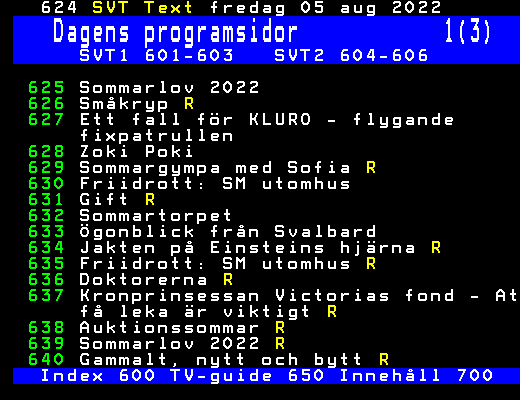 624 SVT Text fredag 05 aug 2022
Dagens programsidor 1(3)
SVT1 601-603 SVT2 604-606
625 Sommarlov 2022
626 Småkryp R
627 Ett fall för KLURO - flygande
fixpatrullen
628 Zoki Poki
629 Sommargympa med Sofia R
630 Friidrott: SM utomhus
631 Gift R
632 Sommartorpet
633 Ögonblick från Svalbard
634 Jakten på Einsteins hjärna R
635 Friidrott: SM utomhus R
636 Doktorerna R
637 Kronprinsessan Victorias fond - At
få leka är viktigt R
638 Auktionssommar R
639 Sommarlov 2022 R
640 Gammalt, nytt och bytt R
Index 600 TV-guide 650 Innehåll 700